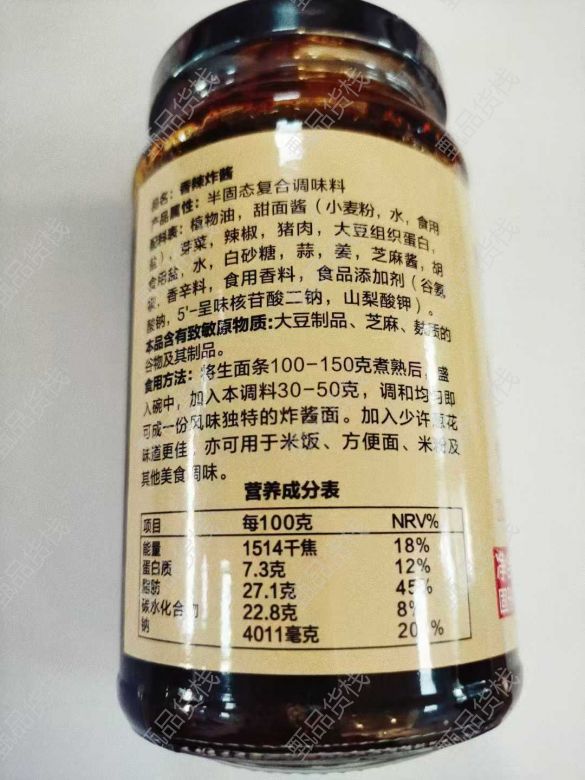 品名：香辣炸酱
产品属性：半固态复合调味料
配料表：植物油，甜面酱（小麦粉，水，食用
盐），芽菜，辣椒，猪肉，大豆组织蛋白，
食用盐，水，白砂糖，蒜，姜，芝麻酱，胡
椒，香辛料，食用香料，食品添加剂（谷氨
酸钠，5'-呈味核苷酸二钠，山梨酸钾）。
本品含有致敏原物质:大豆制品、芝麻、麸质的
谷物及其制品。
食用方法：将生面条100-150克煮熟后，盛
入碗中，加入本调料30-50克，调和均匀即
可成一份风味独特的炸酱面。加入少许葱花
味道更佳，亦可用于米饭、方便面、米粉及
其他美食调味。
营养成分表
项目 每100克 NRV%
能量 1514千焦 18%
蛋白质 7.3克 12%
脂肪 27.1克 45%
碳水化合物 22.8克 8%
钠 4011毫克
净
固
甄品货栈